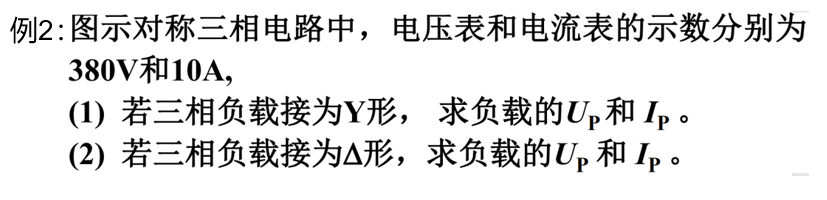 例2:图示对称三相电路中，电压表和电流表的示数分别为
380V和10A,
(1) 若三相负载接为Y形， 求负载的UP和 IP 。
(2) 若三相负载接为Δ形，求负载的UP 和 IP 。